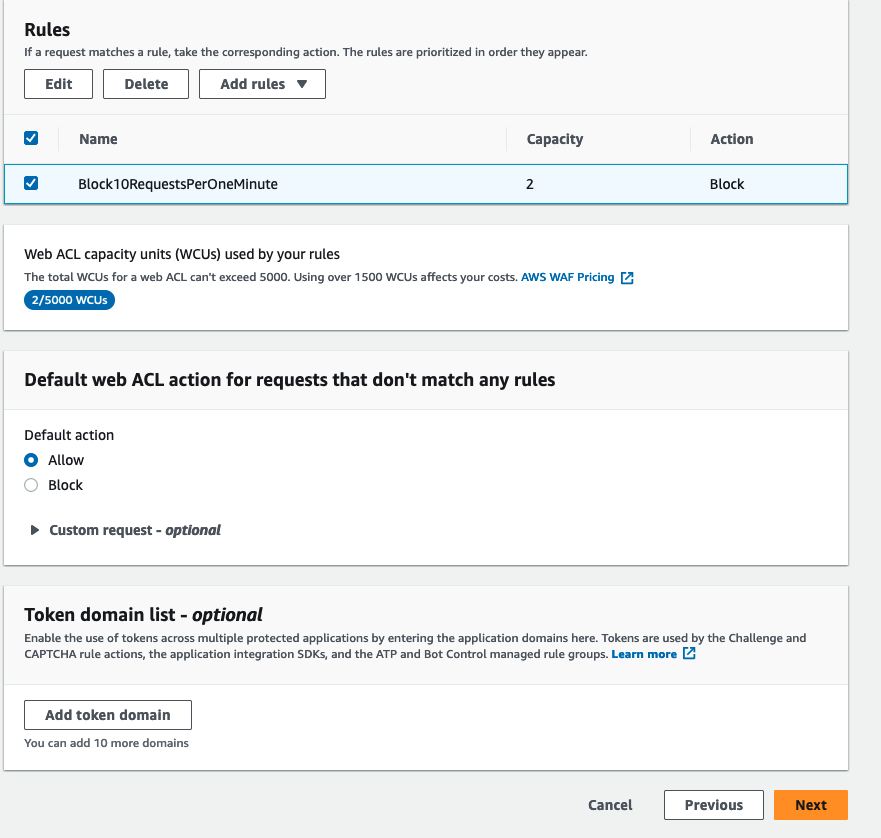 Rules
If a request matches a rule, take the corresponding action. The rules are prioritized in order they appear.
Edit Delete Add rules
Name Capacity Action
Block10RequestsPerOneMinute 2 Block
Web ACL capacity units (WCUs) used by your rules
The total WCUs for a web ACL can't exceed 5000. Using over 1500 WCUs affects your costs. AWS WAF Pricing
2/5000 WCUs
Default web ACL action for requests that don't match any rules
Default action
Allow
Block
Custom request - optional
Token domain list - optional
Enable the use of tokens across multiple protected applications by entering the application domains here. Tokens are used by the Challenge and
CAPTCHA rule actions, the application integration SDKs, and the ATP and Bot Control managed rule groups. Learn more
Add token domain
You can add 10 more domains
Cancel Previous Next